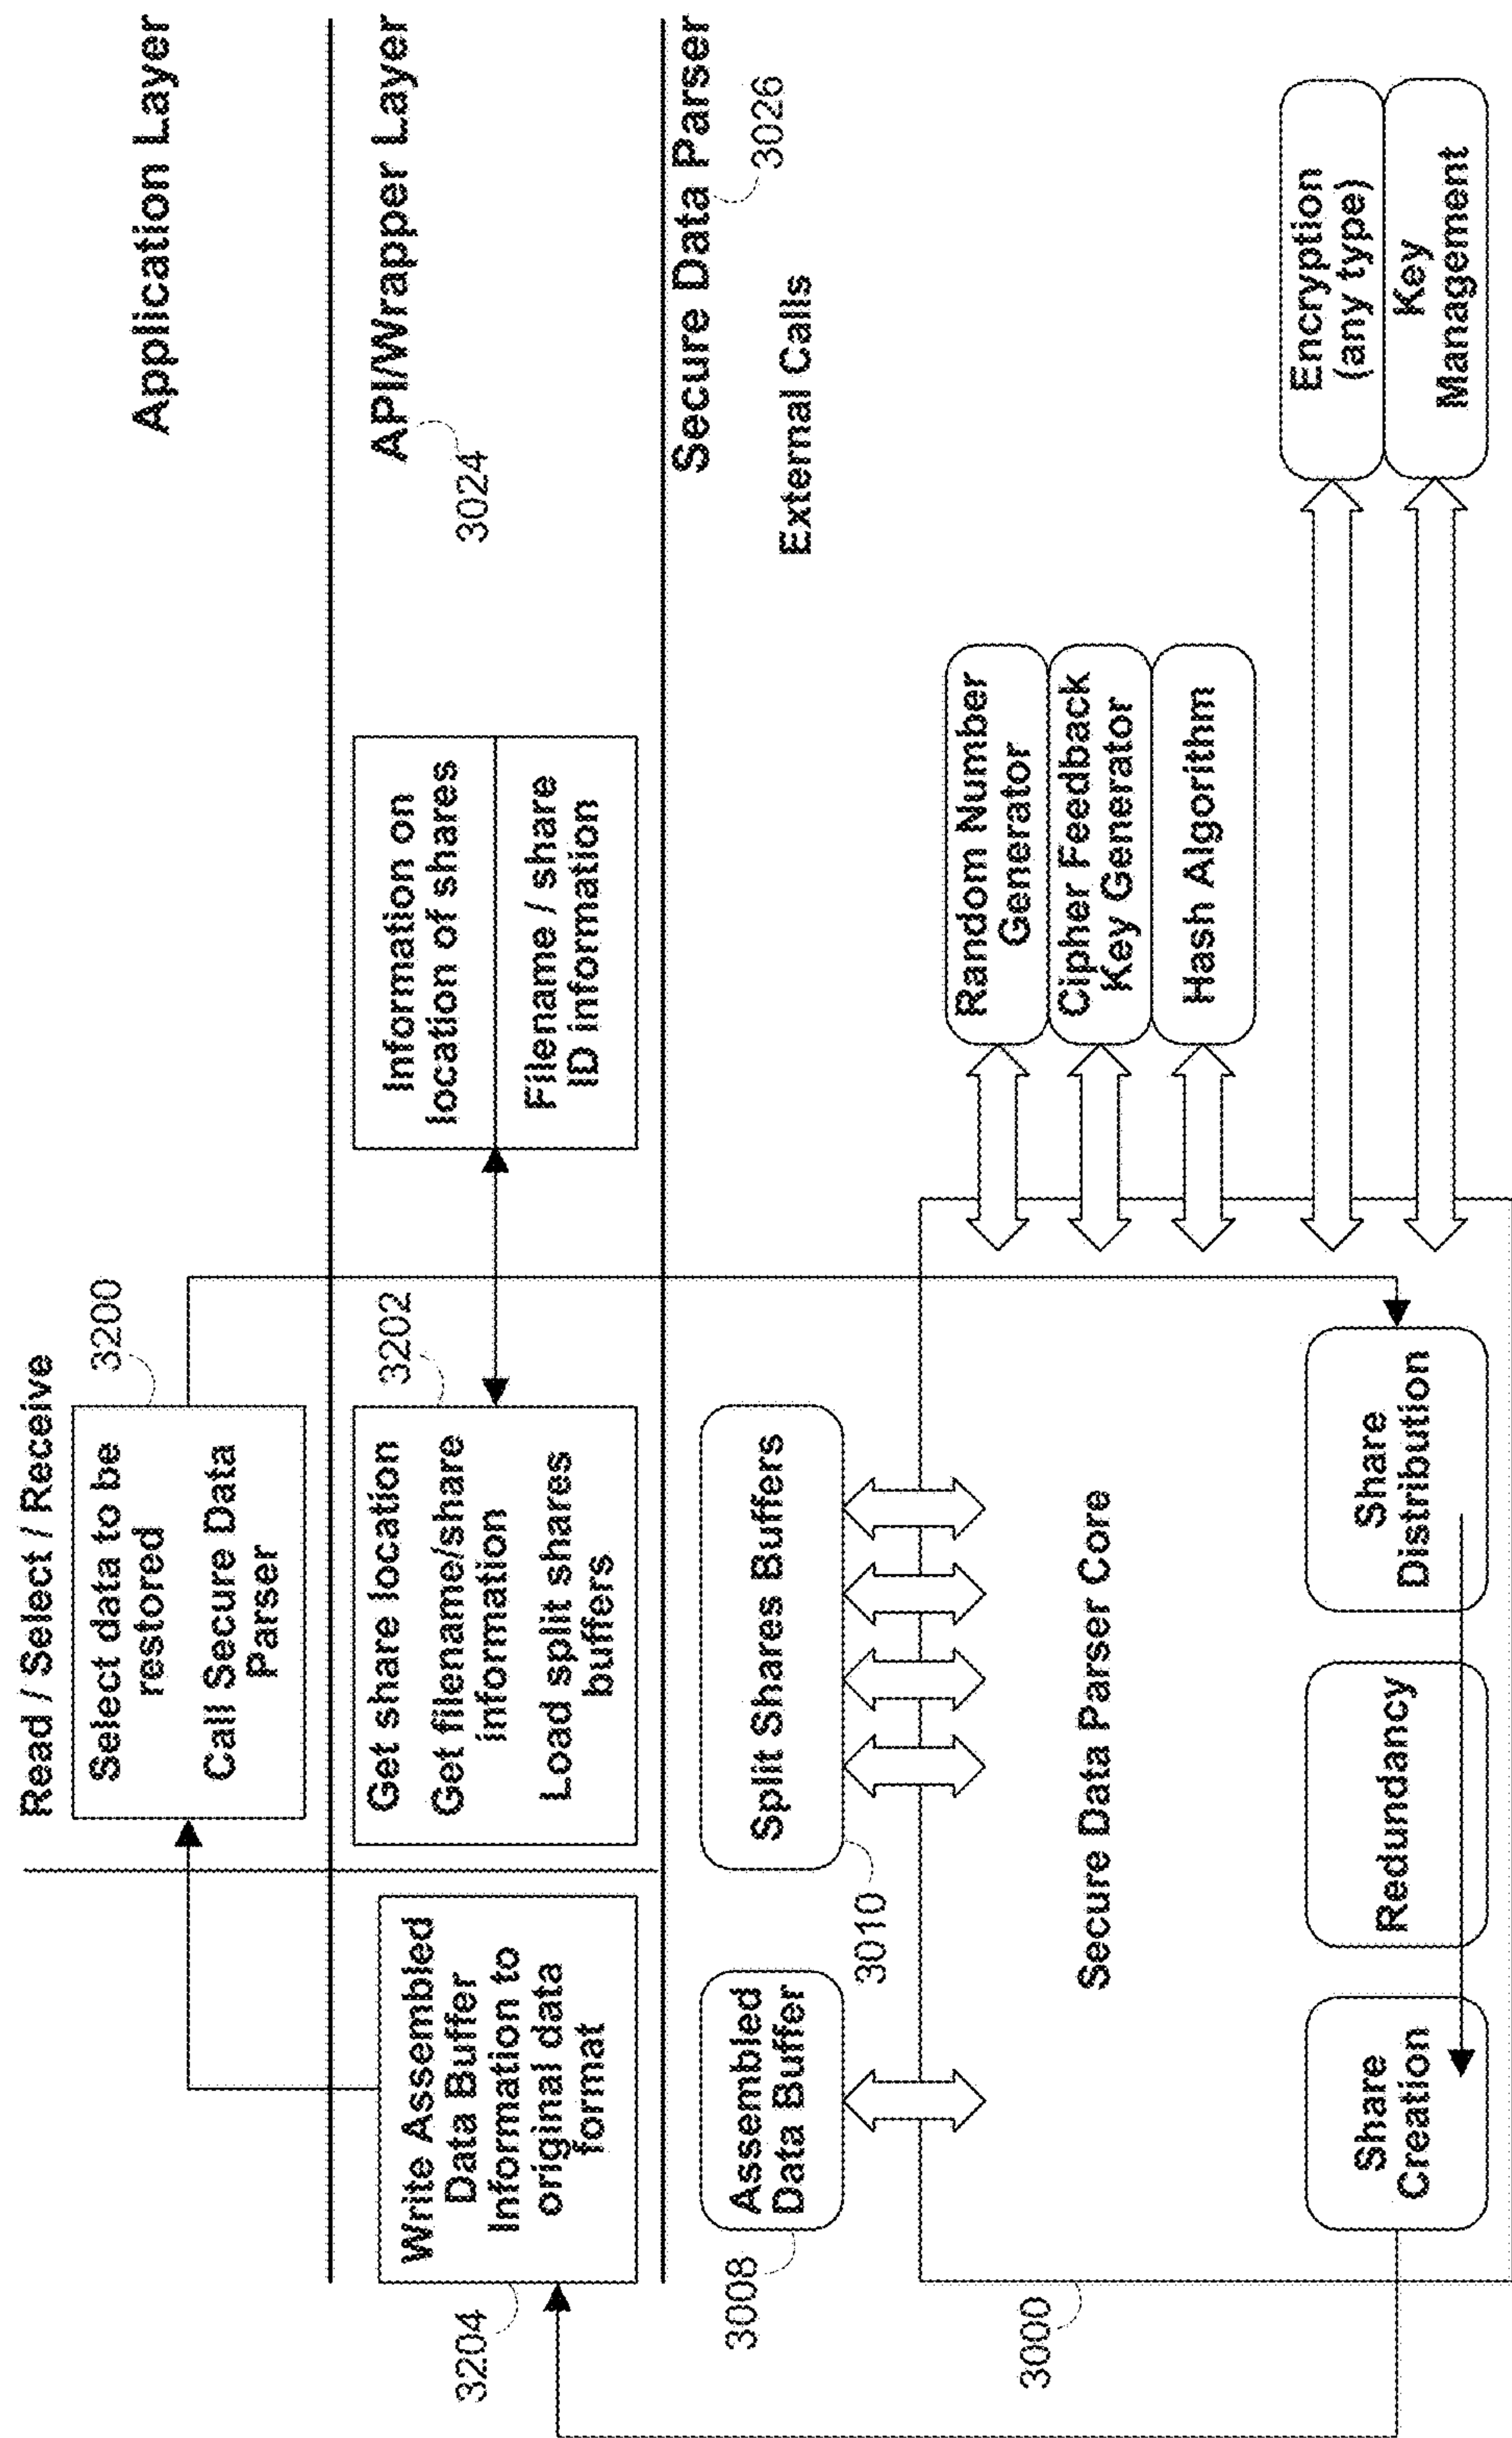 Read / Select / Receive
3200
Select data to be
restored
Call Secure Data
Parser
Application Layer
3204
Write Assembled
Data Buffer
Information to
original data
format
3202
Get share location
Get filename/share
information
Load split shares
buffers
Information on
location of shares
Filename / share
ID information
API/Wrapper Layer
3024
Secure Data Parser
3026
External Calls
3008
Assembled
Data Buffer
3010
Split Shares Buffers
3000
Secure Data Parser Core
Random Number
Generator
Cipher Feedback
Key Generator
Hash Algorithm
Encryption
(any type)
Key
Management
Share
Creation
Redundancy
Share
Distribution